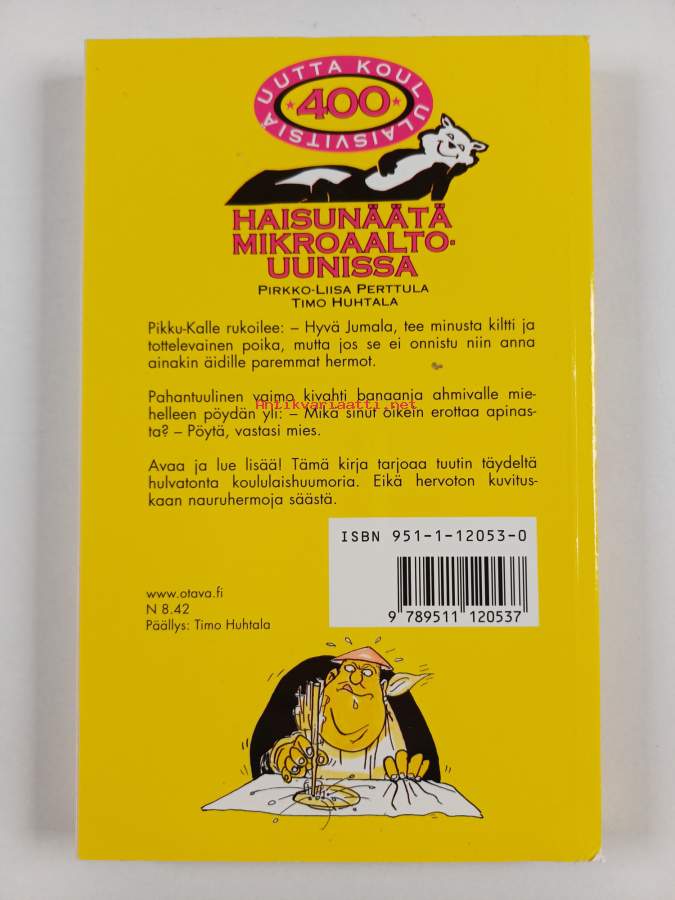 UUTTA KOULULAISVITSIÄ
400
HAISUNÄÄTÄ
MIKROAALTO-
UUNISSA
PIRKKO-LIISA PERTTULA
TIMO HUHTALA
Pikku-Kalle rukoilee: – Hyvä Jumala, tee minusta kiltti ja
tottelevainen poika, mutta jos se ei onnistu niin anna
ainakin äidille paremmat hermot.
Pahantuulinen vaimo kivahti banaania ahmivalle mie-
helleen pöydän yli: – Mikä sinut oikein erottaa apinas-
ta? – Pöytä, vastasi mies.
Antikvariaatti.net
Avaa ja lue lisää! Tämä kirja tarjoaa tuutin täydeltä
hulvatonta koululaishuumoria. Eikä hervoton kuvitus-
kaan nauruhermoja säästä.
ISBN 951-1-12053-0
9 789511 120537
www.otava.fi
N 8.42
Päällys: Timo Huhtala